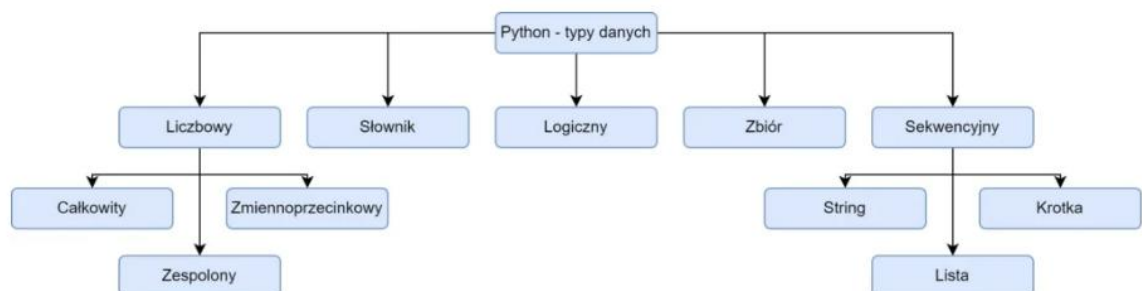 Python - typy danych
Liczbowy
Słownik
Logiczny
Zbiór
Sekwencyjny
Całkowity
Zmiennoprzecinkowy
String
Krotka
Zespolony
Lista